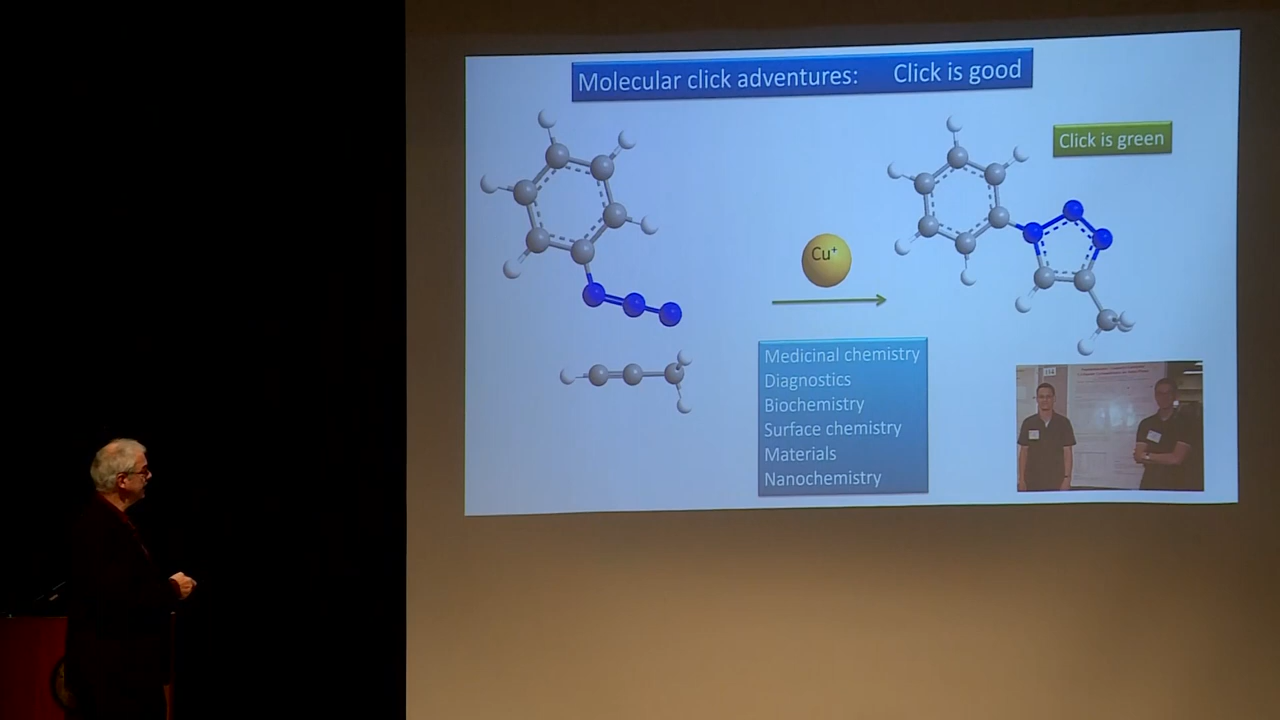 Molecular click adventures: Click is good
Click is green
Cu+
Medicinal chemistry
Diagnostics
Biochemistry
Surface chemistry
Materials
Nanochemistry